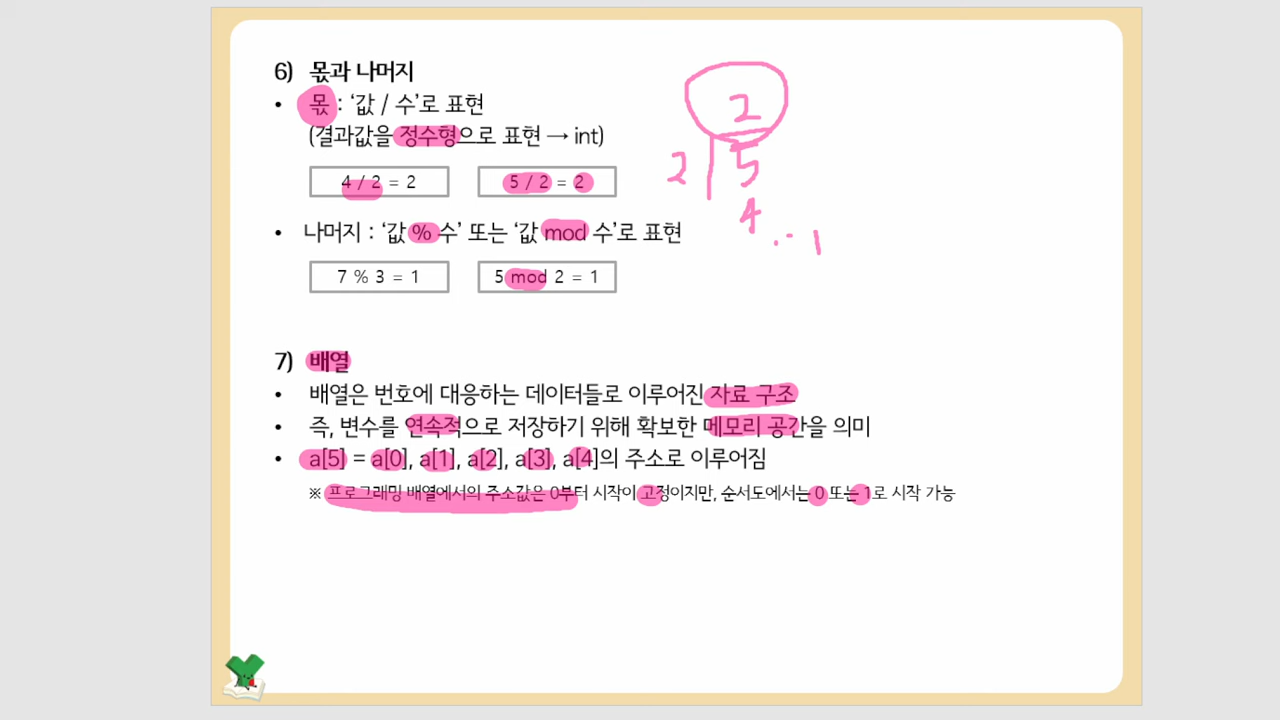 6) 몫과 나머지
• 몫 : ‘값 / 수’로 표현
(결과값을 정수형으로 표현 → int)
4 / 2 = 2
5 / 2 = 2
• 나머지 : ‘값 % 수’ 또는 ‘값 mod 수’로 표현
7 % 3 = 1
5 mod 2 = 1
2
2 5
4
... 1
7) 배열
• 배열은 번호에 대응하는 데이터들로 이루어진 자료 구조
• 즉, 변수를 연속적으로 저장하기 위해 확보한 메모리 공간을 의미
• a[5] = a[0], a[1], a[2], a[3], a[4]의 주소로 이루어짐
※ 프로그래밍 배열에서의 주소값은 0부터 시작이 고정이지만, 순서도에서는 0 또는 1로 시작 가능